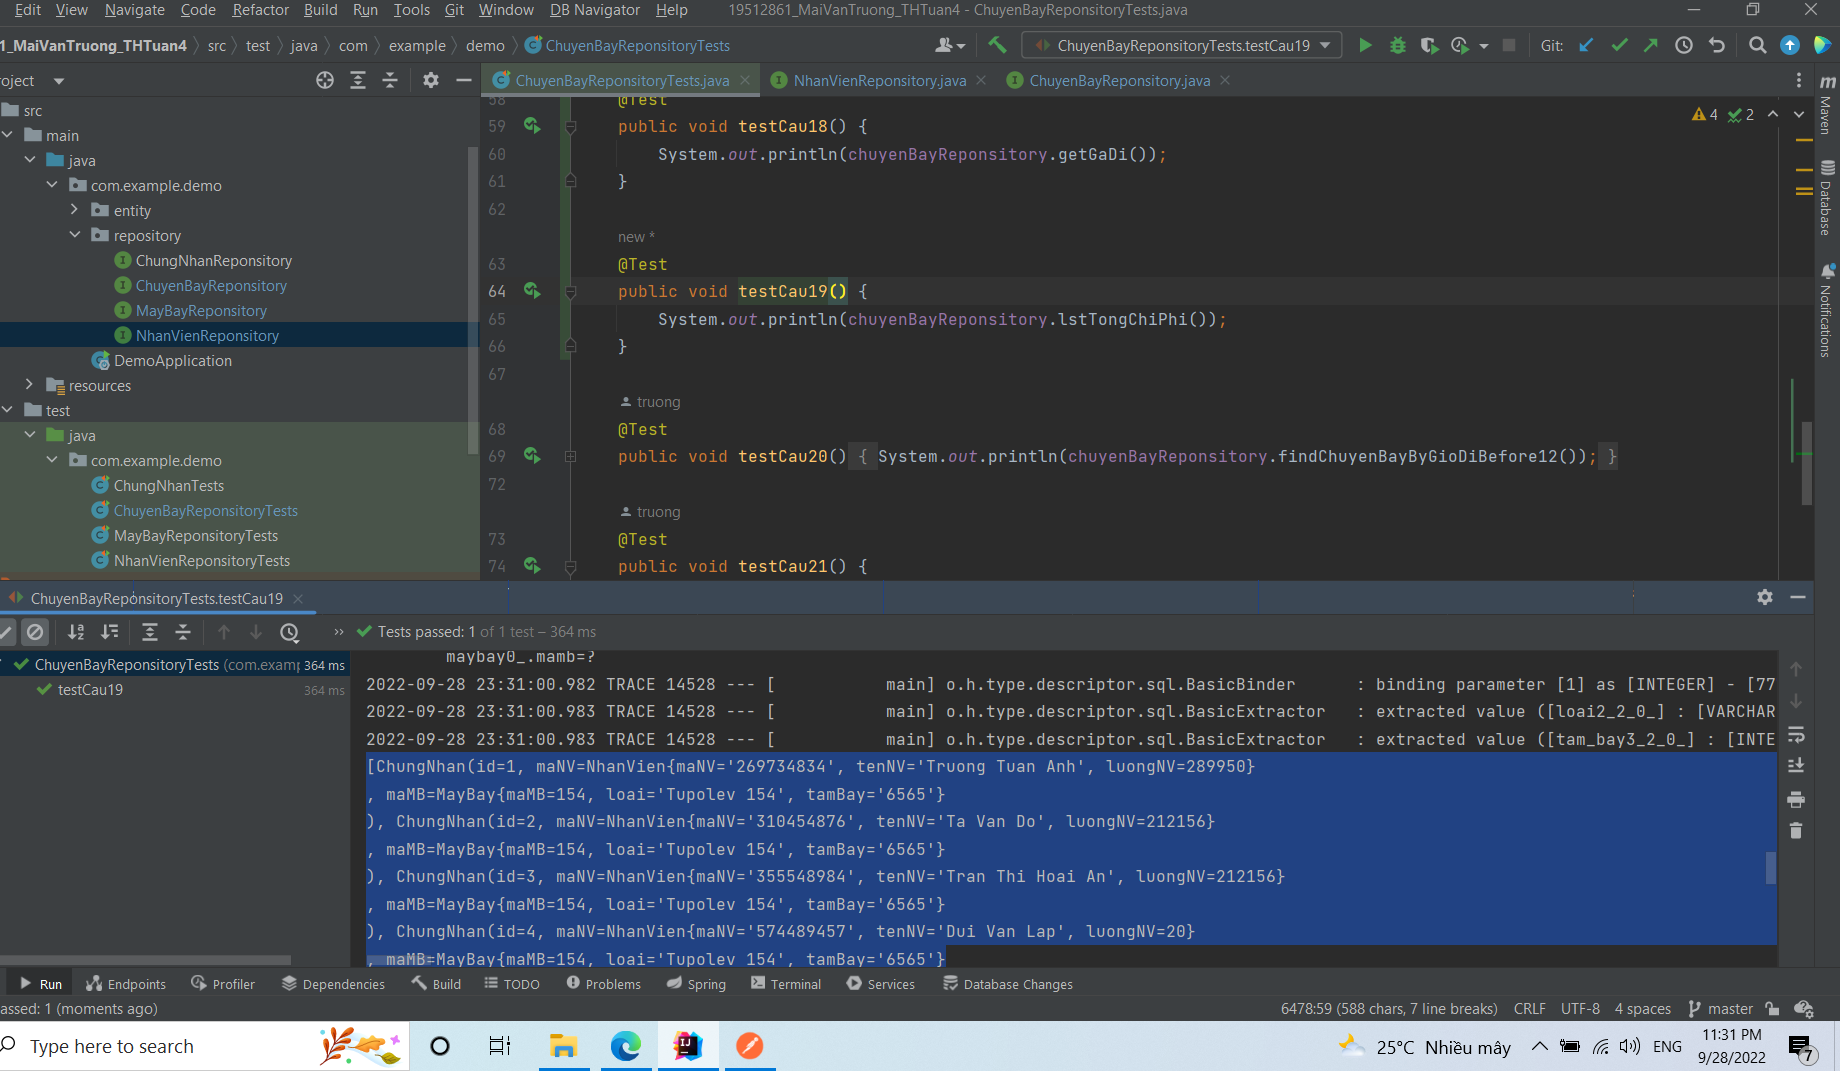 Edit View Navigate Code Refactor Build Run Tools Git Window DB Navigator Help 19512861_MaiVanTruong_THTuan4 - ChuyenBayReponsitoryTests.java
1_MaiVanTruong_THTuan4 src test java com example demo ChuyenBayReponsitoryTests ChuyenBayReponsitoryTests.testCau19 Git:
oject
ChuyenBayReponsitoryTests.java NhanVienReponsitory.java ChuyenBayReponsitory.java
src
main
java
com.example.demo
entity
repository
ChungNhanReponsitory
ChuyenBayReponsitory
MayBayReponsitory
NhanVienReponsitory
DemoApplication
resources
test
java
com.example.demo
ChungNhanTests
ChuyenBayReponsitoryTests
MayBayReponsitoryTests
NhanVienReponsitoryTests
4 2
58 @Test
59 public void testCau18() {
60 System.out.println(chuyenBayReponsitory.getGaDi());
61 }
62
new *
63 @Test
64 public void testCau19() {
65 System.out.println(chuyenBayReponsitory.lstTongChiPhi());
66 }
67
truong
68 @Test
69 public void testCau20() { System.out.println(chuyenBayReponsitory.findChuyenBayByGioDiBefore12()); }
72
truong
73 @Test
74 public void testCau21() {
m Maven
Database
Notifications
ChuyenBayReponsitoryTests.testCau19
Tests passed: 1 of 1 test – 364 ms
ChuyenBayReponsitoryTests (com.examp 364 ms
testCau19 364 ms
maybay0_.mamb=?
2022-09-28 23:31:00.982 TRACE 14528 --- [ main] o.h.type.descriptor.sql.BasicBinder : binding parameter [1] as [INTEGER] - [77
2022-09-28 23:31:00.983 TRACE 14528 --- [ main] o.h.type.descriptor.sql.BasicExtractor : extracted value ([loai2_2_0_] : [VARCHAR
2022-09-28 23:31:00.983 TRACE 14528 --- [ main] o.h.type.descriptor.sql.BasicExtractor : extracted value ([tam_bay3_2_0_] : [INTE
[ChungNhan(id=1, maNV=NhanVien{maNV='269734834', tenNV='Truong Tuan Anh', luongNV=289950}
, maMB=MayBay{maMB=154, loai='Tupolev 154', tamBay='6565'}
), ChungNhan(id=2, maNV=NhanVien{maNV='310454876', tenNV='Ta Van Do', luongNV=212156}
, maMB=MayBay{maMB=154, loai='Tupolev 154', tamBay='6565'}
), ChungNhan(id=3, maNV=NhanVien{maNV='355548984', tenNV='Tran Thi Hoai An', luongNV=212156}
, maMB=MayBay{maMB=154, loai='Tupolev 154', tamBay='6565'}
), ChungNhan(id=4, maNV=NhanVien{maNV='574489457', tenNV='Dui Van Lap', luongNV=20}
, maMB=MayBay{maMB=154, loai='Tupolev 154', tamBay='6565'}
Run Endpoints Profiler Dependencies Build TODO Problems Spring Terminal Services Database Changes
assed: 1 (moments ago) 6478:59 (588 chars, 7 line breaks) CRLF UTF-8 4 spaces master
Type here to search 25°C Nhiều mây ENG 11:31 PM
9/28/2022 7